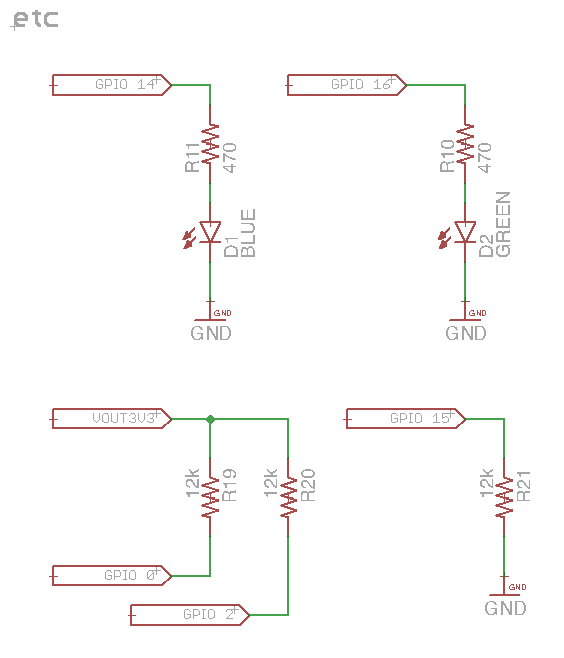 etc
GPIO 14
GPIO 16
R11
470
R10
470
D1
BLUE
D2
GREEN
GND
GND
GND
GND
VOUT3V3
GPIO 15
12k
R19
12k
R20
12k
R21
GPIO 0
GND
GND
GPIO 2